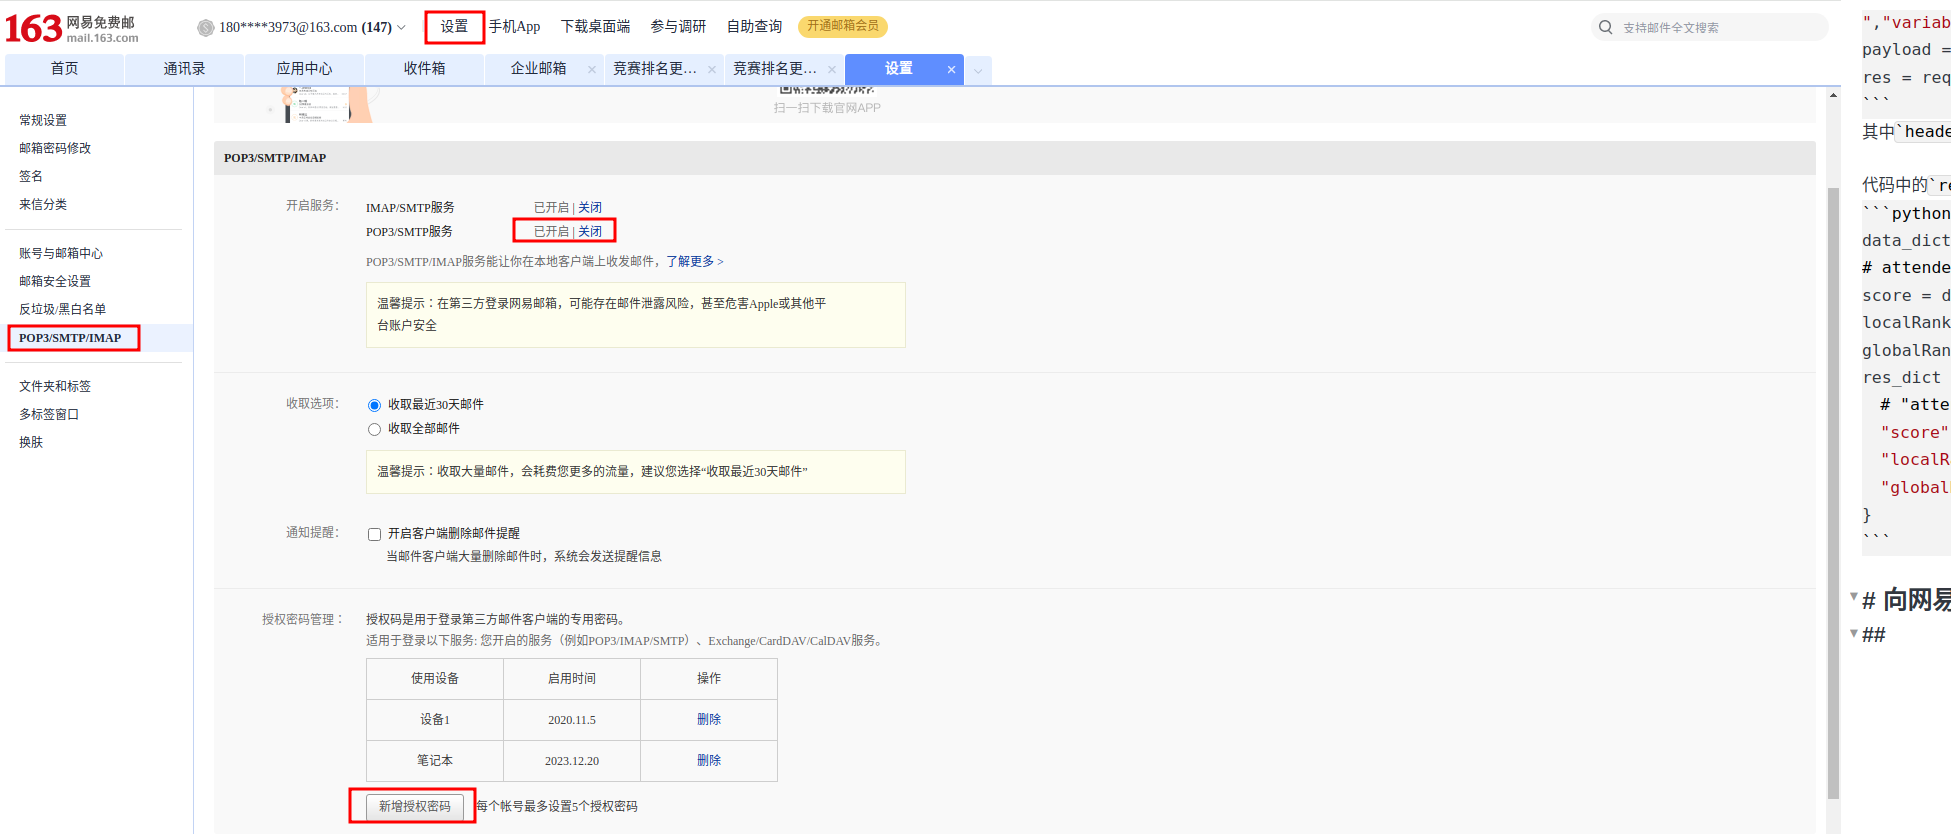 163 网易免费邮
mail.163.com
180****3973@163.com (147)
设置 手机App 下载桌面端 参与调研 自助查询 开通邮箱会员
支持邮件全文搜索
首页 通讯录 应用中心 收件箱 企业邮箱 × 竞赛排名更... × 竞赛排名更... × 设置 ×
常规设置
邮箱密码修改
签名
来信分类
账号与邮箱中心
邮箱安全设置
反垃圾/黑白名单
POP3/SMTP/IMAP
文件夹和标签
多标签窗口
换肤
扫一扫下载官网APP
POP3/SMTP/IMAP
开启服务： IMAP/SMTP服务 已开启 | 关闭
POP3/SMTP服务 已开启 | 关闭
POP3/SMTP/IMAP服务能让你在本地客户端上收发邮件，了解更多 >
温馨提示：在第三方登录网易邮箱，可能存在邮件泄露风险，甚至危害Apple或其他平
台账户安全
收取选项： 收取最近30天邮件
收取全部邮件
温馨提示：收取大量邮件，会耗费您更多的流量，建议您选择“收取最近30天邮件”
通知提醒： 开启客户端删除邮件提醒
当邮件客户端大量删除邮件时，系统会发送提醒信息
授权密码管理： 授权码是用于登录第三方邮件客户端的专用密码。
适用于登录以下服务: 您开启的服务（例如POP3/IMAP/SMTP）、Exchange/CardDAV/CalDAV服务。
使用设备 启用时间 操作
设备1 2020.11.5 删除
笔记本 2023.12.20 删除
新增授权密码 每个帐号最多设置5个授权密码
","variab
payload =
res = req
```
其中`heade
代码中的`re
```python
data_dict
# attende
score = d
localRank
globalRan
res_dict
# "atte
"score"
"localR
"global
}
```
# 向网易
##